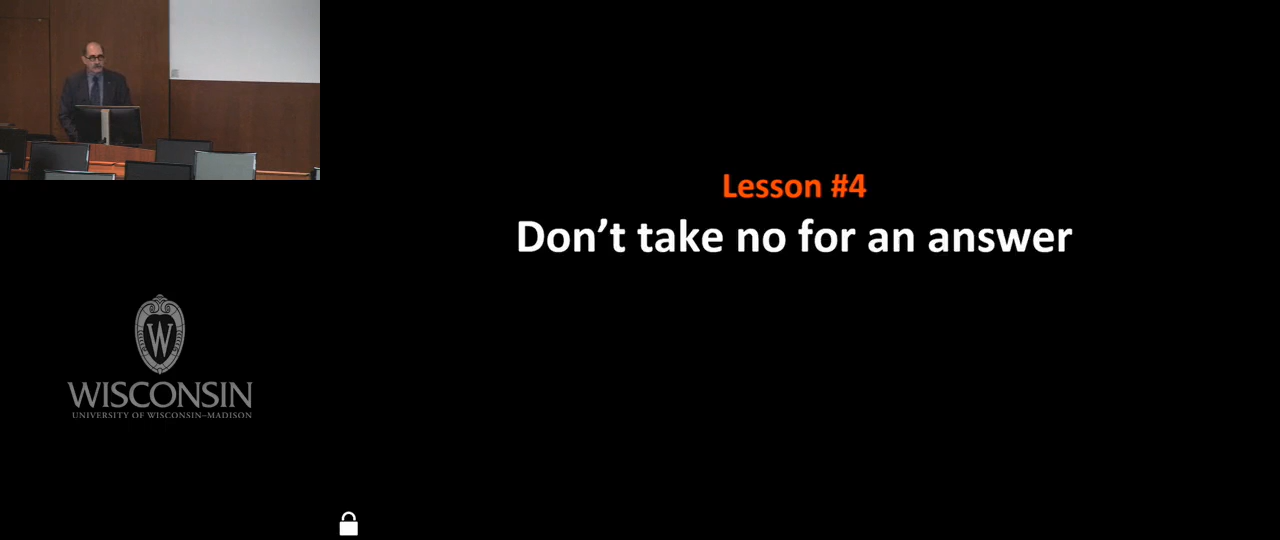 Lesson #4
Don't take no for an answer
W
WISCONSIN
UNIVERSITY OF WISCONSIN–MADISON